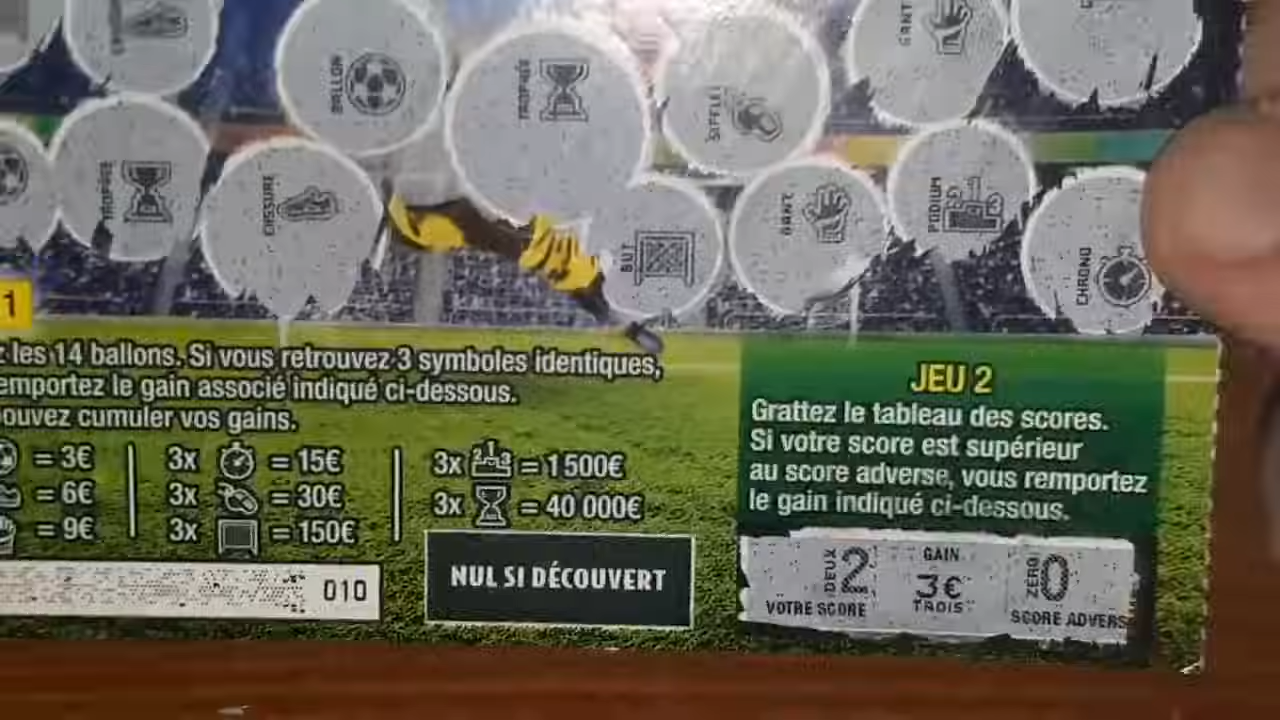 GANT
BALLON
TROPHÉE
SIFFLET
TROPHÉE
CHAUSSURE
BUT
GANT
PODIUM
CHRONO
1
les 14 ballons. Si vous retrouvez 3 symboles identiques,
emportez le gain associé indiqué ci-dessous.
ouvez cumuler vos gains.
= 3€
3x = 15€
3x = 1 500€
= 6€
3x = 30€
3x = 40 000€
= 9€
3x = 150€
010
NUL SI DÉCOUVERT
JEU 2
Grattez le tableau des scores.
Si votre score est supérieur
au score adverse, vous remportez
le gain indiqué ci-dessous.
DEUX
2
VOTRE SCORE
GAIN
3€
TROIS
ZERO
0
SCORE ADVERS